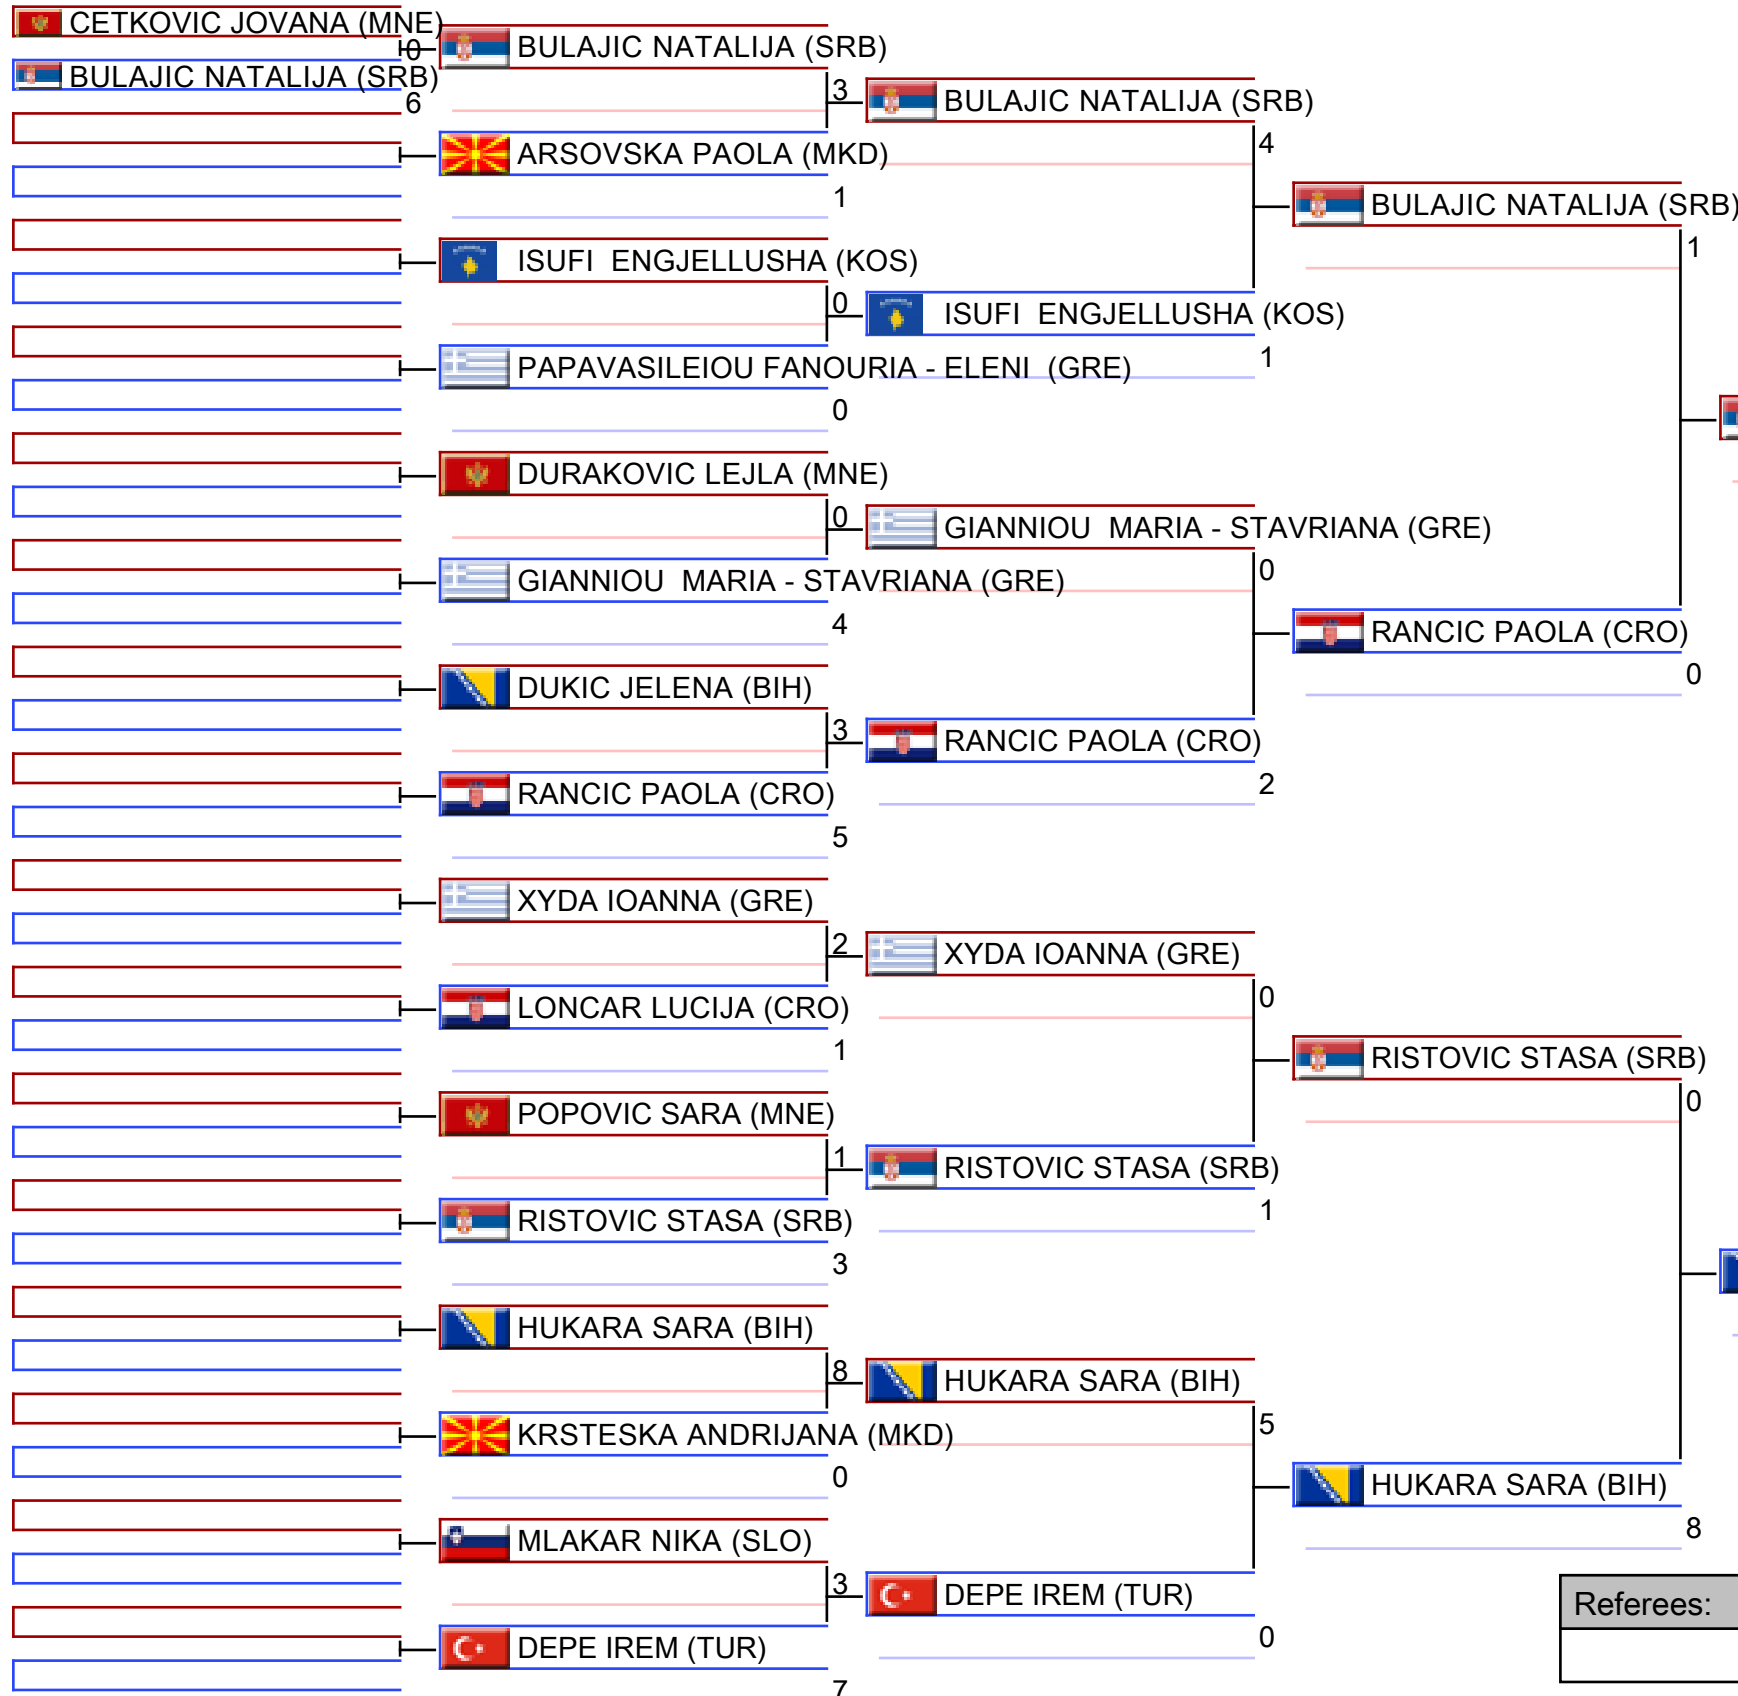 CETKOVIC JOVANA (MNE)
0
BULAJIC NATALIJA (SRB)
6
BULAJIC NATALIJA (SRB)
3
ARSOVSKA PAOLA (MKD)
1
ISUFI  ENGJELLUSHA (KOS)
0
PAPAVASILEIOU FANOURIA - ELENI  (GRE)
0
DURAKOVIC LEJLA (MNE)
0
GIANNIOU  MARIA - STAVRIANA (GRE)
4
DUKIC JELENA (BIH)
3
RANCIC PAOLA (CRO)
5
XYDA IOANNA (GRE)
2
LONCAR LUCIJA (CRO)
1
POPOVIC SARA (MNE)
1
RISTOVIC STASA (SRB)
3
HUKARA SARA (BIH)
8
KRSTESKA ANDRIJANA (MKD)
0
MLAKAR NIKA (SLO)
3
DEPE IREM (TUR)
7
BULAJIC NATALIJA (SRB)
4
ISUFI  ENGJELLUSHA (KOS)
1
GIANNIOU  MARIA - STAVRIANA (GRE)
0
RANCIC PAOLA (CRO)
2
XYDA IOANNA (GRE)
0
RISTOVIC STASA (SRB)
1
HUKARA SARA (BIH)
5
DEPE IREM (TUR)
0
BULAJIC NATALIJA (SRB)
1
RANCIC PAOLA (CRO)
0
RISTOVIC STASA (SRB)
0
HUKARA SARA (BIH)
8
Referees: